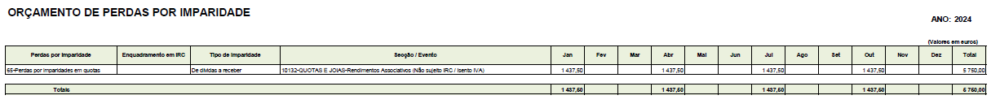 ORÇAMENTO DE PERDAS POR IMPARIDADE
ANO: 2024
(Valores em euros)
Perdas por Imparidade Enquadramento em IRC Tipo de Imparidade Secção / Evento Jan Fev Mar Abr Mai Jun Jul Ago Set Out Nov Dez Total
65-Perdas por imparidades em quotas De dividas a receber 10132-QUOTAS E JOIAS-Rendimentos Associativos (Não sujeito IRC / Isento IVA) 1 437,50 1 437,50 1 437,50 1 437,50 5 750,00
Totais 1 437,50 1 437,50 1 437,50 1 437,50 5 750,00